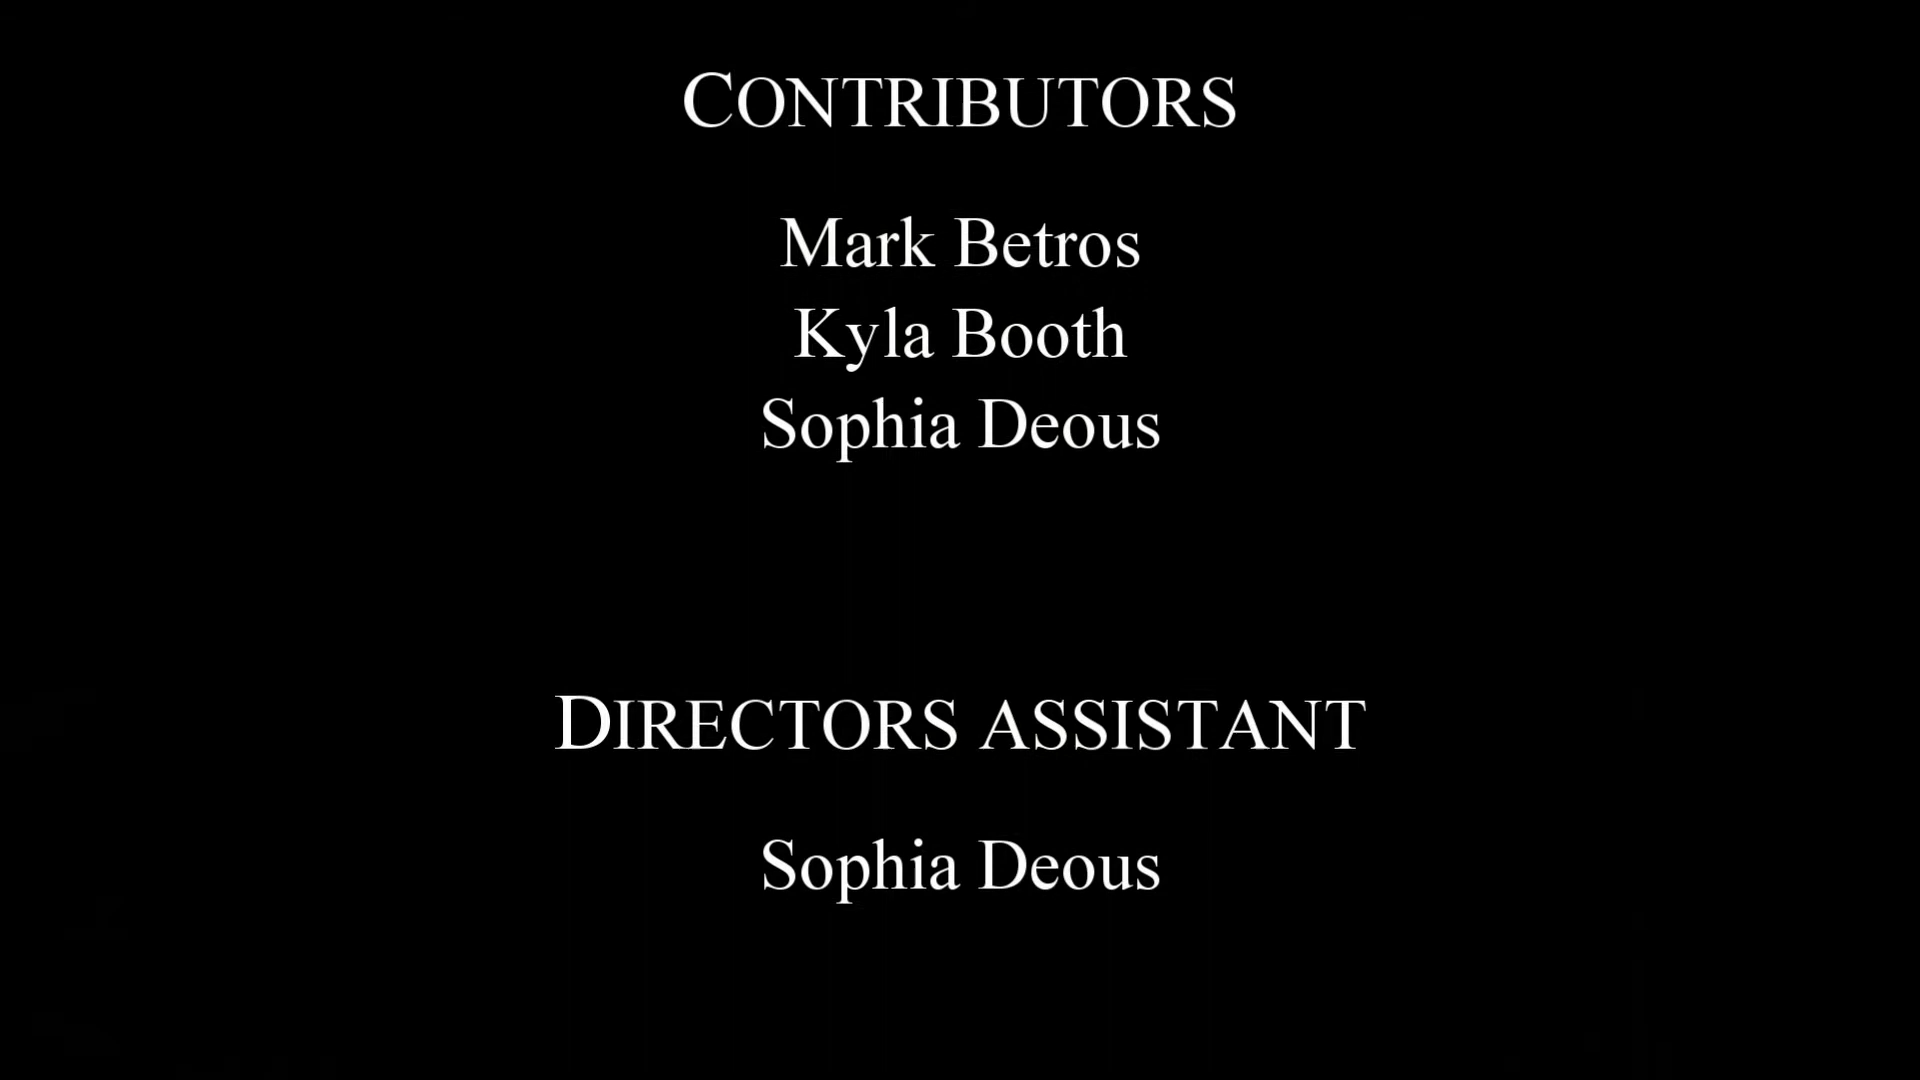 CONTRIBUTORS
Mark Betros
Kyla Booth
Sophia Deous
DIRECTORS ASSISTANT
Sophia Deous